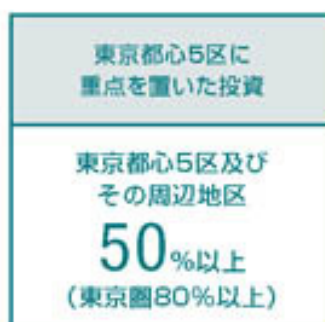 東京都心5区に
重点を置いた投資
東京都心5区及び
その周辺地区
50%以上
(東京圏80%以上)